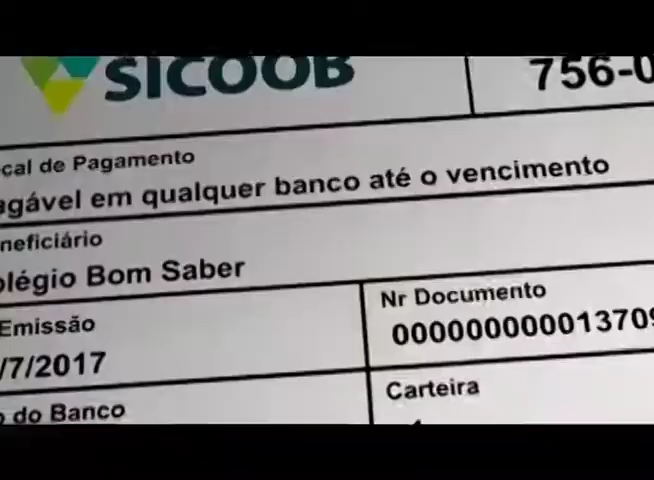 SICOOB
756-0
cal de Pagamento
agável em qualquer banco até o vencimento
neficiário
olégio Bom Saber
Emissão
/7/2017
Nr Documento
00000000001370
o do Banco
Carteira